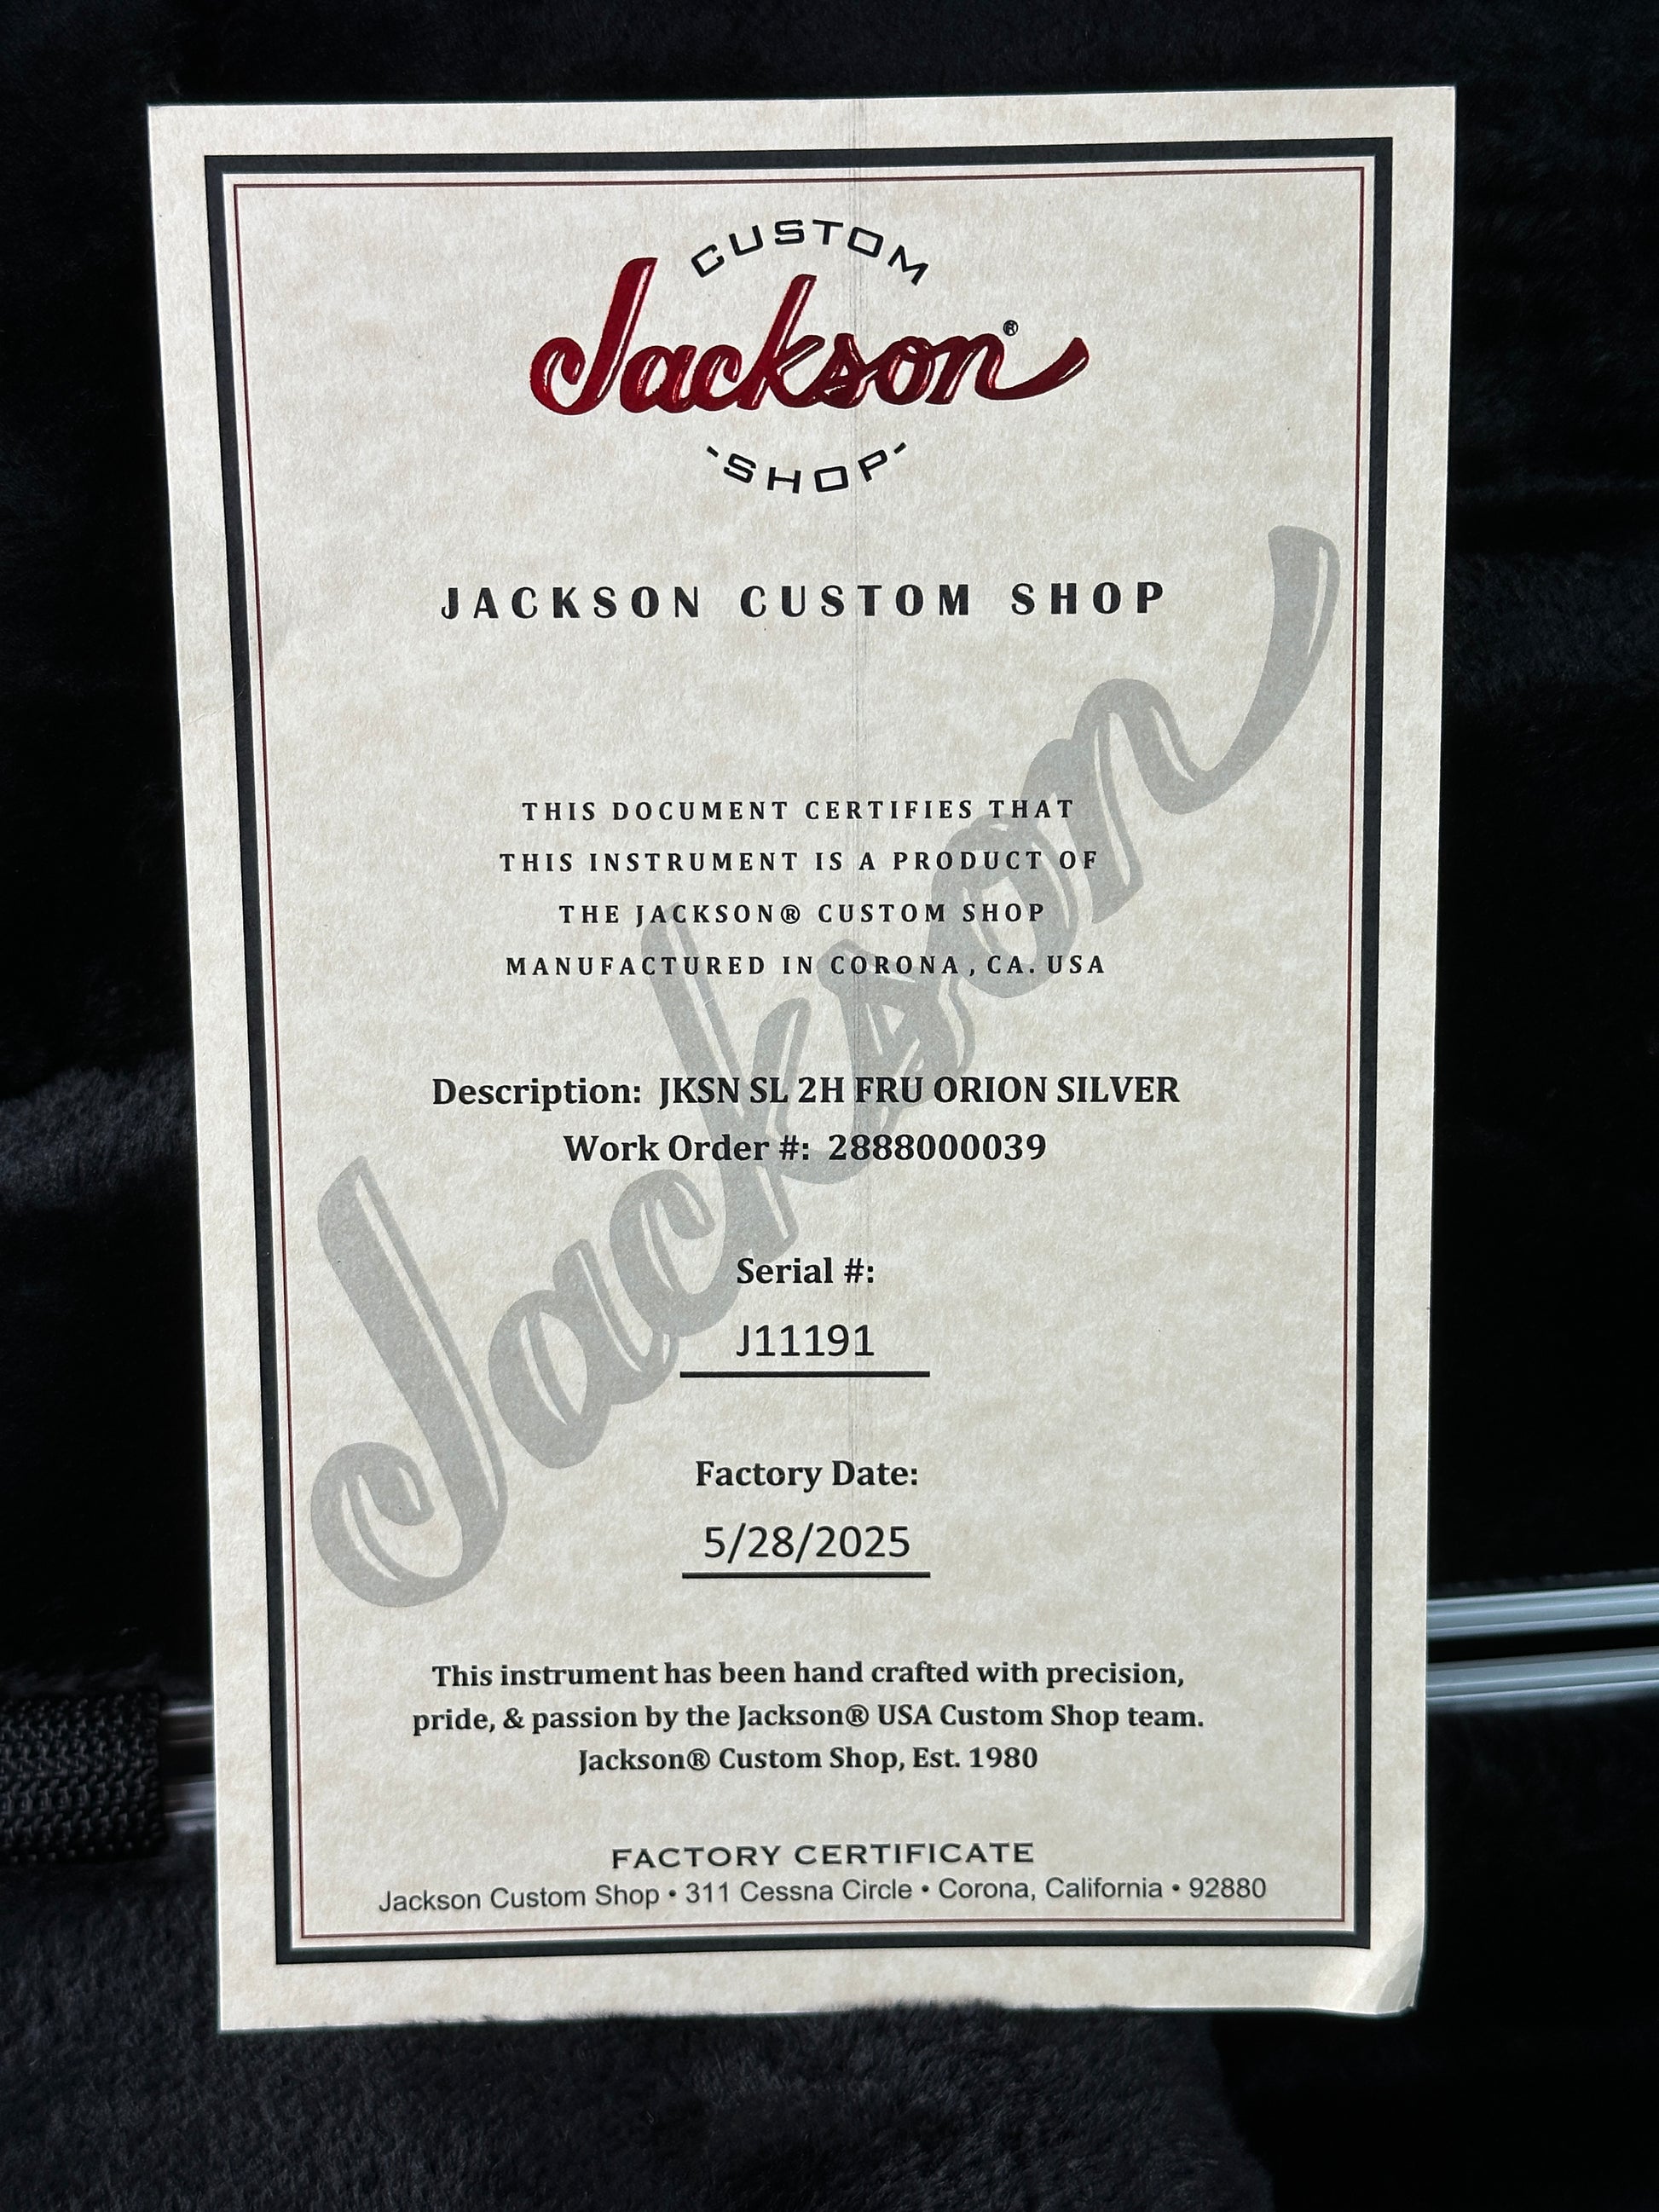 CUSTOM
Jackson®
-SHOP-
JACKSON CUSTOM SHOP
THIS DOCUMENT CERTIFIES THAT
THIS INSTRUMENT IS A PRODUCT OF
THE JACKSON® CUSTOM SHOP
MANUFACTURED IN CORONA, CA. USA
Jackson
Description: JKSN SL 2H FRU ORION SILVER
Work Order #: 2888000039
Serial #:
J11191
Factory Date:
5/28/2025
This instrument has been hand crafted with precision,
pride, & passion by the Jackson® USA Custom Shop team.
Jackson® Custom Shop, Est. 1980
FACTORY CERTIFICATE
Jackson Custom Shop • 311 Cessna Circle • Corona, California • 92880